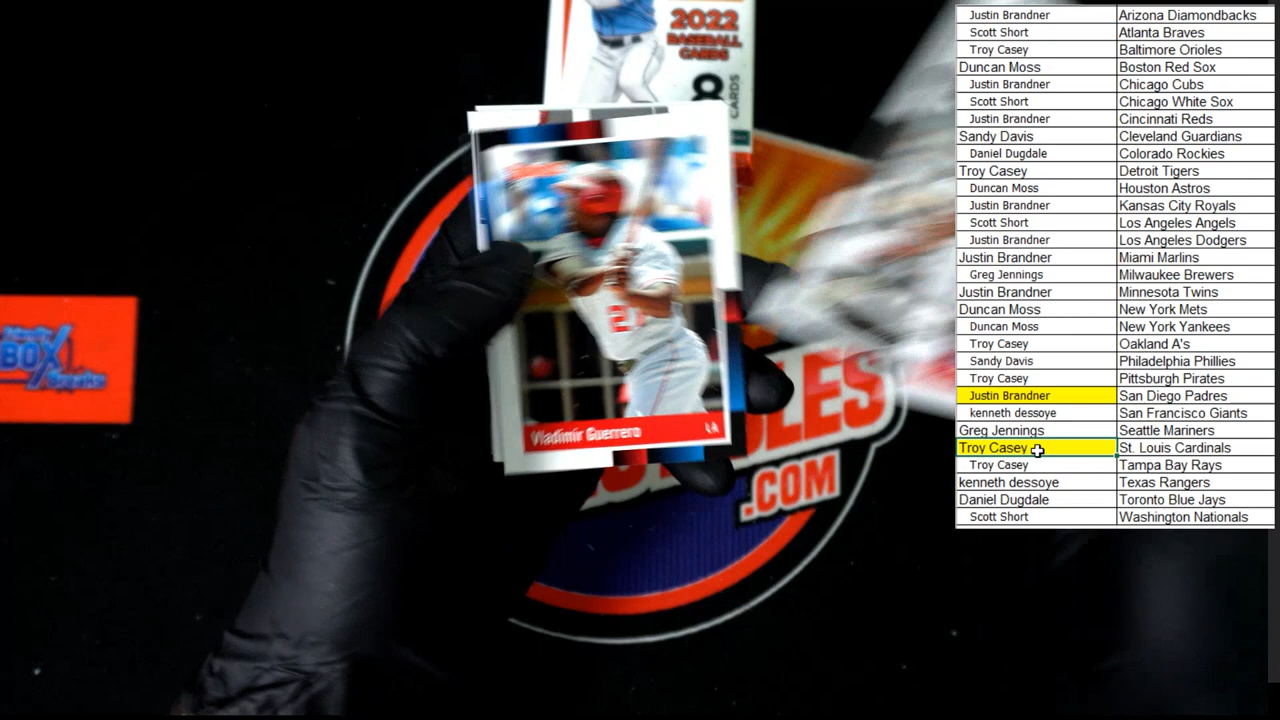 2022
BASEBALL
CARDS
8
CARDS
BOX
Breaks
21
Vladimir Guerrero LA
LES
.COM
Justin Brandner Arizona Diamondbacks
Scott Short Atlanta Braves
Troy Casey Baltimore Orioles
Duncan Moss Boston Red Sox
Justin Brandner Chicago Cubs
Scott Short Chicago White Sox
Justin Brandner Cincinnati Reds
Sandy Davis Cleveland Guardians
Daniel Dugdale Colorado Rockies
Troy Casey Detroit Tigers
Duncan Moss Houston Astros
Justin Brandner Kansas City Royals
Scott Short Los Angeles Angels
Justin Brandner Los Angeles Dodgers
Justin Brandner Miami Marlins
Greg Jennings Milwaukee Brewers
Justin Brandner Minnesota Twins
Duncan Moss New York Mets
Duncan Moss New York Yankees
Troy Casey Oakland A's
Sandy Davis Philadelphia Phillies
Troy Casey Pittsburgh Pirates
Justin Brandner San Diego Padres
kenneth dessoye San Francisco Giants
Greg Jennings Seattle Mariners
Troy Casey St. Louis Cardinals
Troy Casey Tampa Bay Rays
kenneth dessoye Texas Rangers
Daniel Dugdale Toronto Blue Jays
Scott Short Washington Nationals